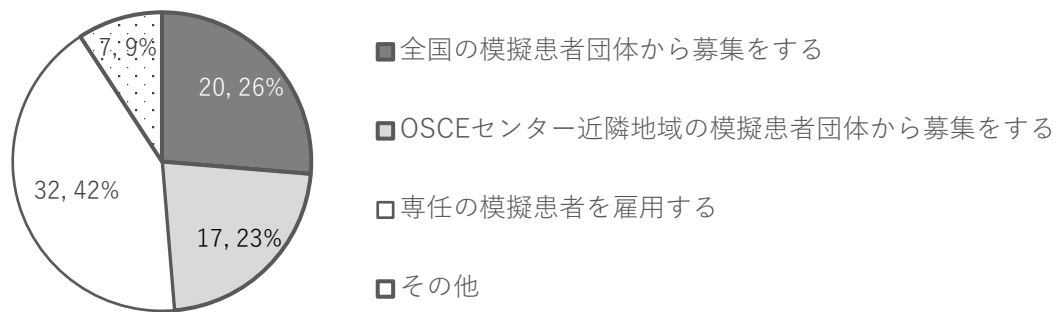 7, 9%
20, 26%
32, 42%
17, 23%
全国の模擬患者団体から募集をする
OSCEセンター近隣地域の模擬患者団体から募集をする
専任の模擬患者を雇用する
その他